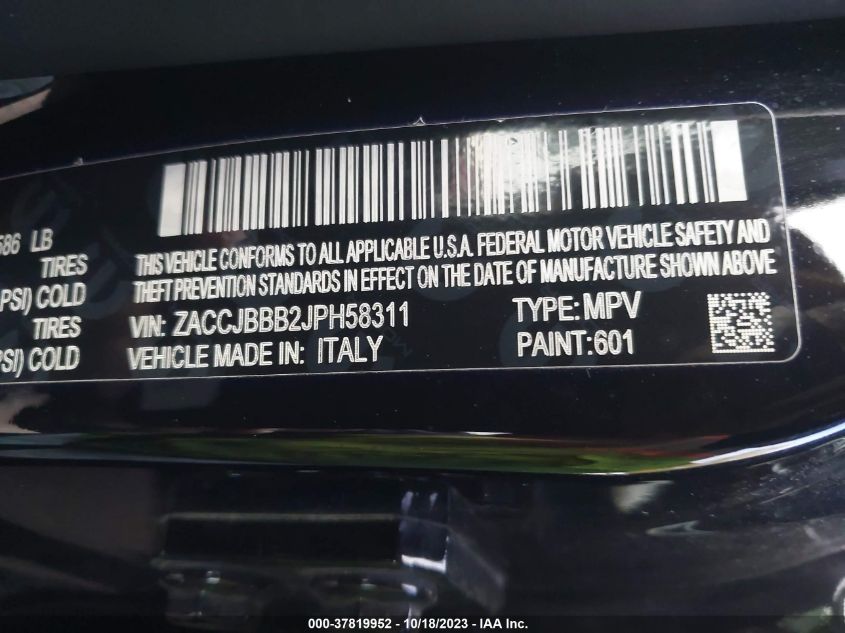 586 LB
TIRES
PSI) COLD
TIRES
PSI) COLD
THIS VEHICLE CONFORMS TO ALL APPLICABLE U.S.A. FEDERAL MOTOR VEHICLE SAFETY AND
THEFT PREVENTION STANDARDS IN EFFECT ON THE DATE OF MANUFACTURE SHOWN ABOVE
VIN: ZACCJBBB2JPH58311 TYPE:MPV
VEHICLE MADE IN: ITALY PAINT:601
000-37819952 - 10/18/2023 - IAA Inc.